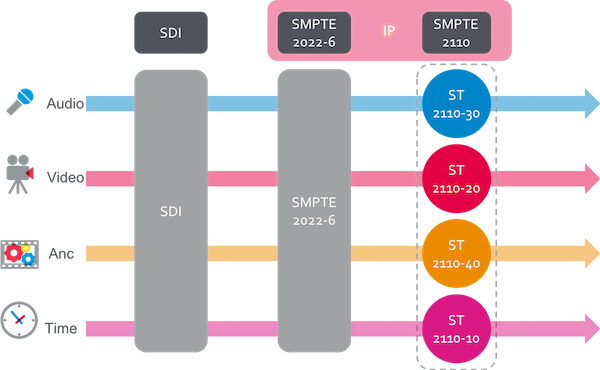 SDI
SMPTE
2022-6
IP
SMPTE
2110
Audio
ST
2110-30
Video
ST
2110-20
SDI
SMPTE
2022-6
Anc
ST
2110-40
Time
ST
2110-10